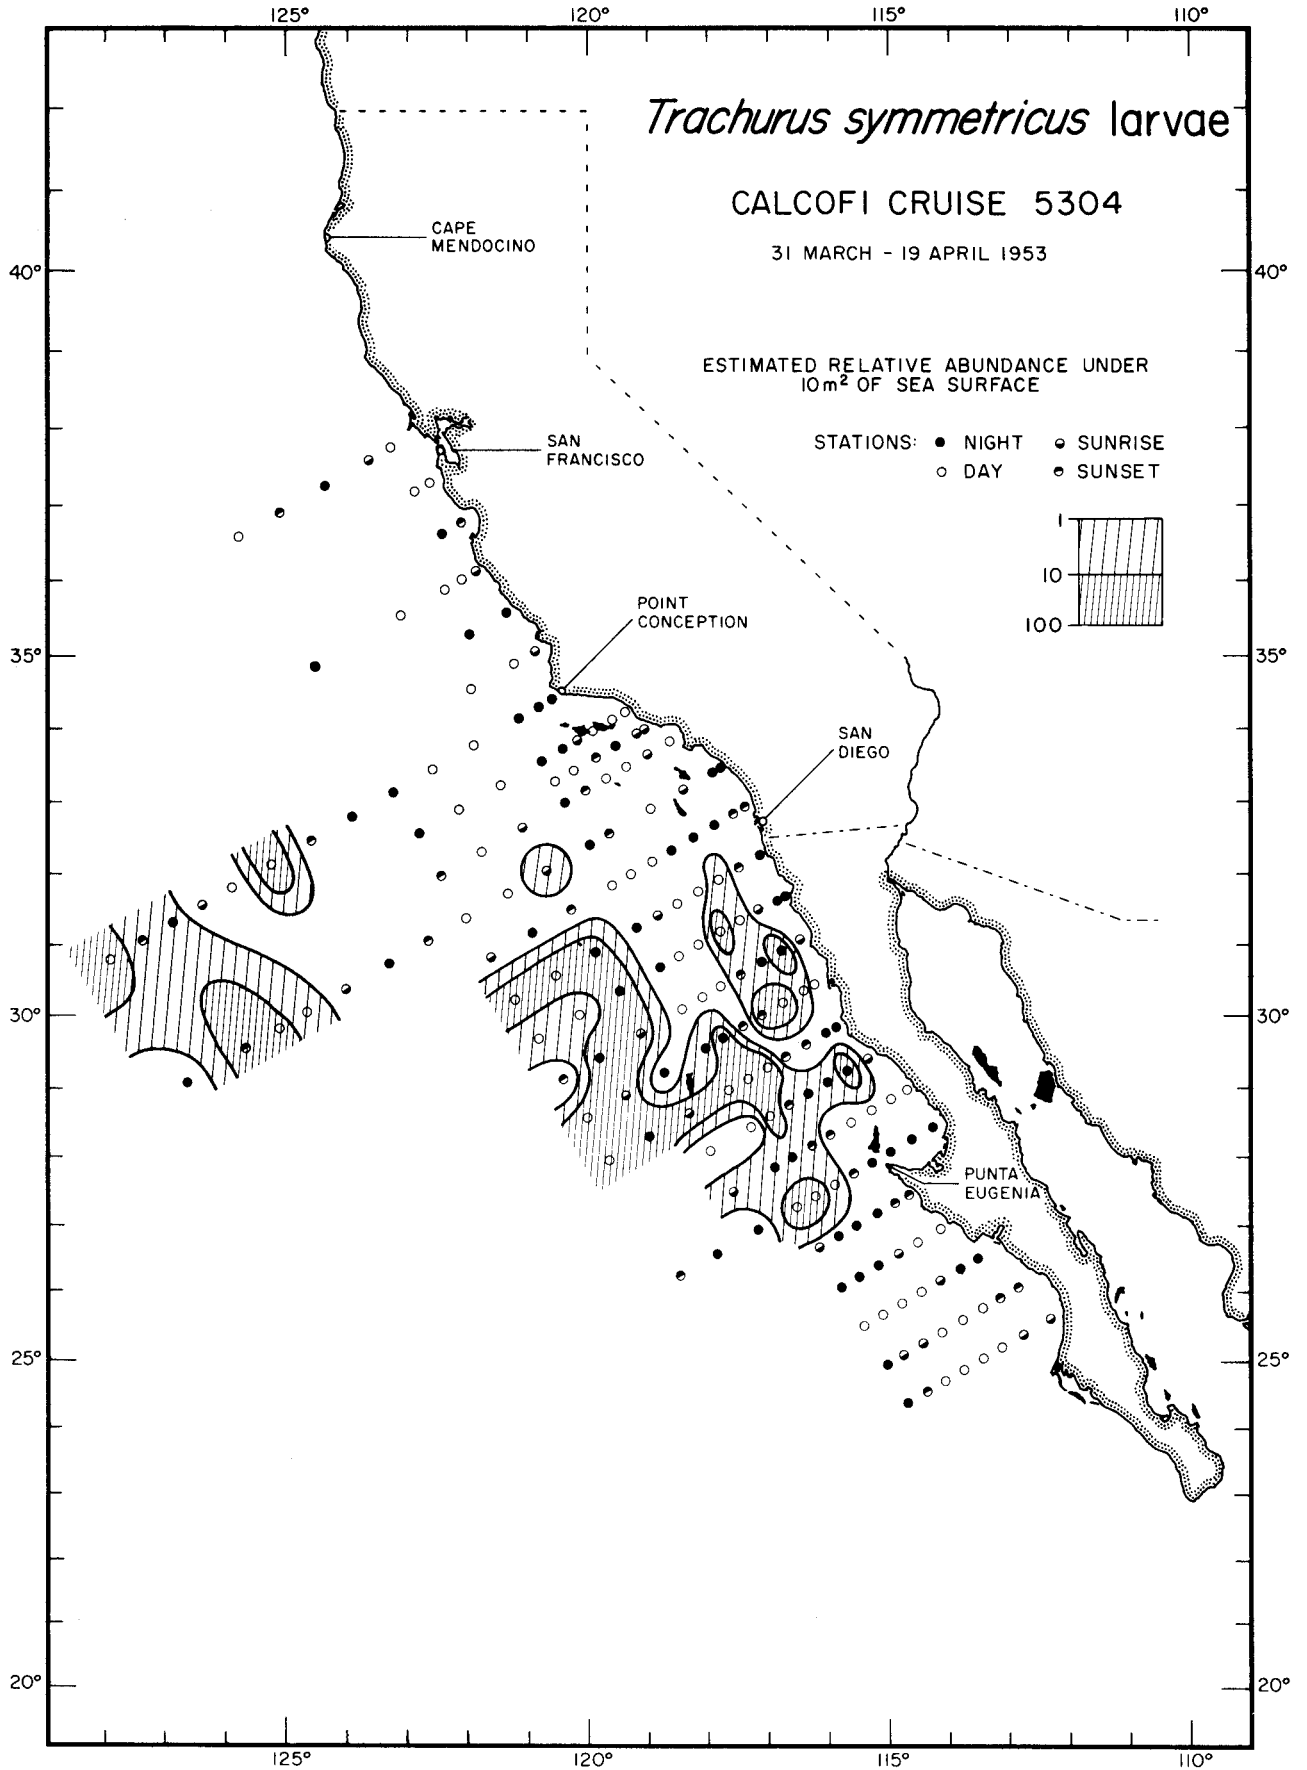 125°
120°
115°
110°
Trachurus symmetricus larvae
CALCOFI CRUISE 5304
31 MARCH - 19 APRIL 1953
CAPE
MENDOCINO
40°
40°
ESTIMATED RELATIVE ABUNDANCE UNDER
10m² OF SEA SURFACE
STATIONS: ● NIGHT ◒ SUNRISE
○ DAY ◓ SUNSET
SAN
FRANCISCO
1
10
100
POINT
CONCEPTION
35°
35°
SAN
DIEGO
30°
30°
PUNTA
EUGENIA
25°
25°
20°
20°
125°
120°
115°
110°